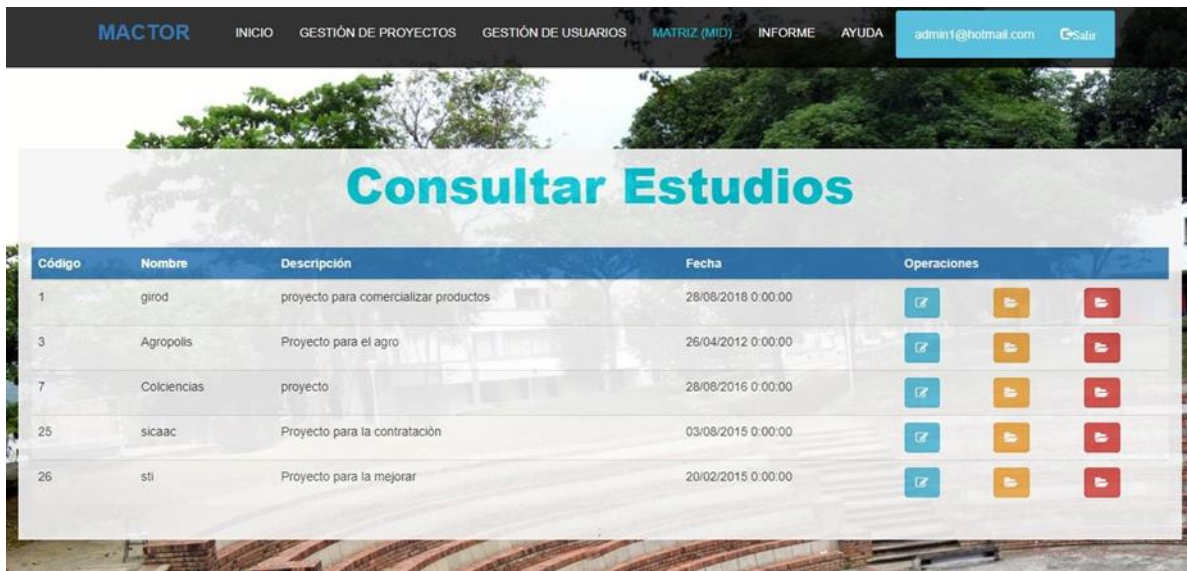 MACTOR INICIO GESTIÓN DE PROYECTOS GESTIÓN DE USUARIOS MATRIZ (MID) INFORME AYUDA admin1@hotmail.com Salir
Consultar Estudios
Código Nombre Descripción Fecha Operaciones
1 girod proyecto para comercializar productos 28/08/2018 0:00:00
3 Agropolis Proyecto para el agro 26/04/2012 0:00:00
7 Colciencias proyecto 28/08/2016 0:00:00
25 sicaac Proyecto para la contratación 03/08/2015 0:00:00
26 sti Proyecto para la mejorar 20/02/2015 0:00:00